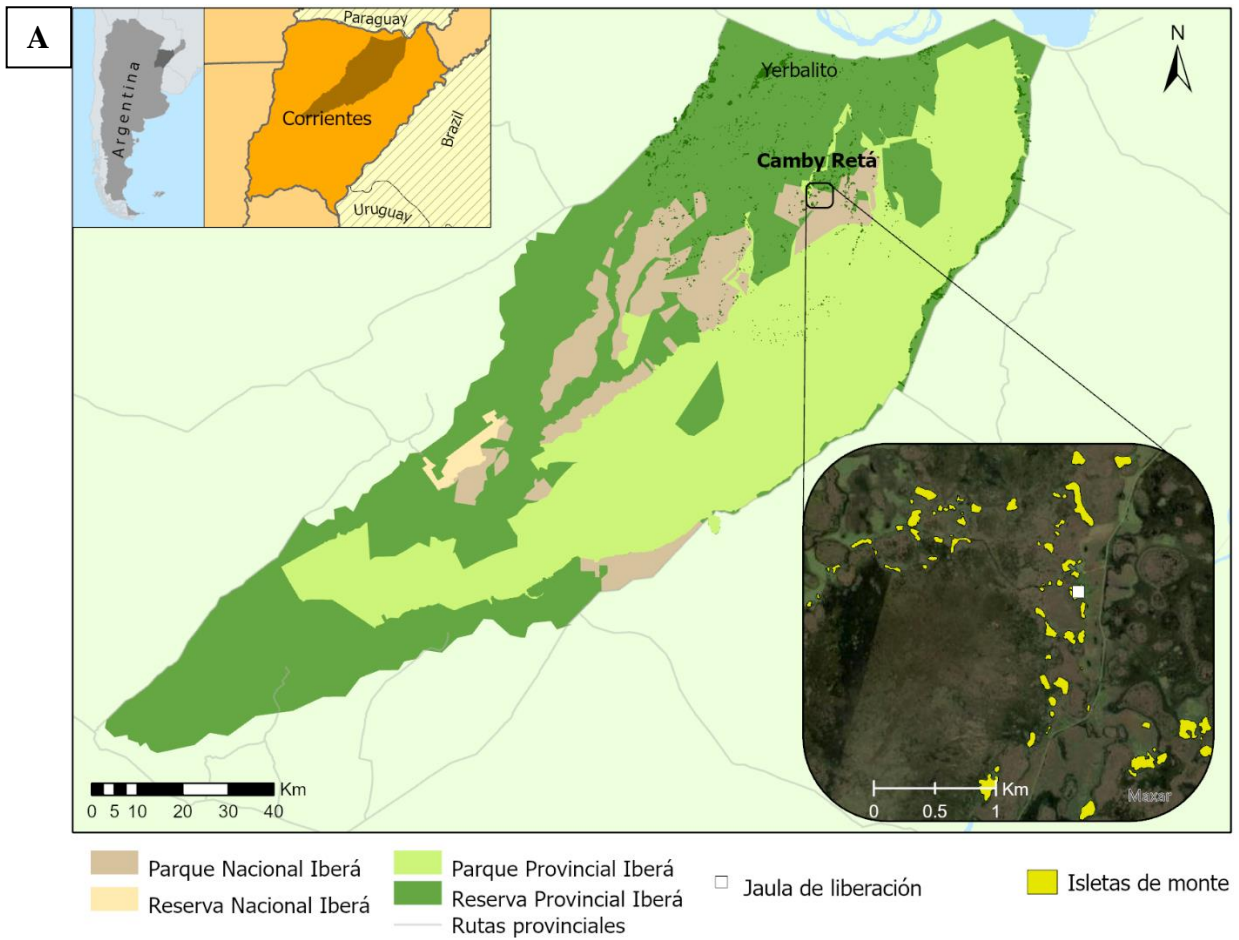 A
Argentina
Paraguay
Corrientes
Brazil
Uruguay
N
Yerbalito
Camby Retá
Km
0 5 10 20 30 40
Km
0 0.5 1
Maxar
Parque Nacional Iberá
Reserva Nacional Iberá
Parque Provincial Iberá
Reserva Provincial Iberá
Rutas provinciales
Jaula de liberación
Isletas de monte